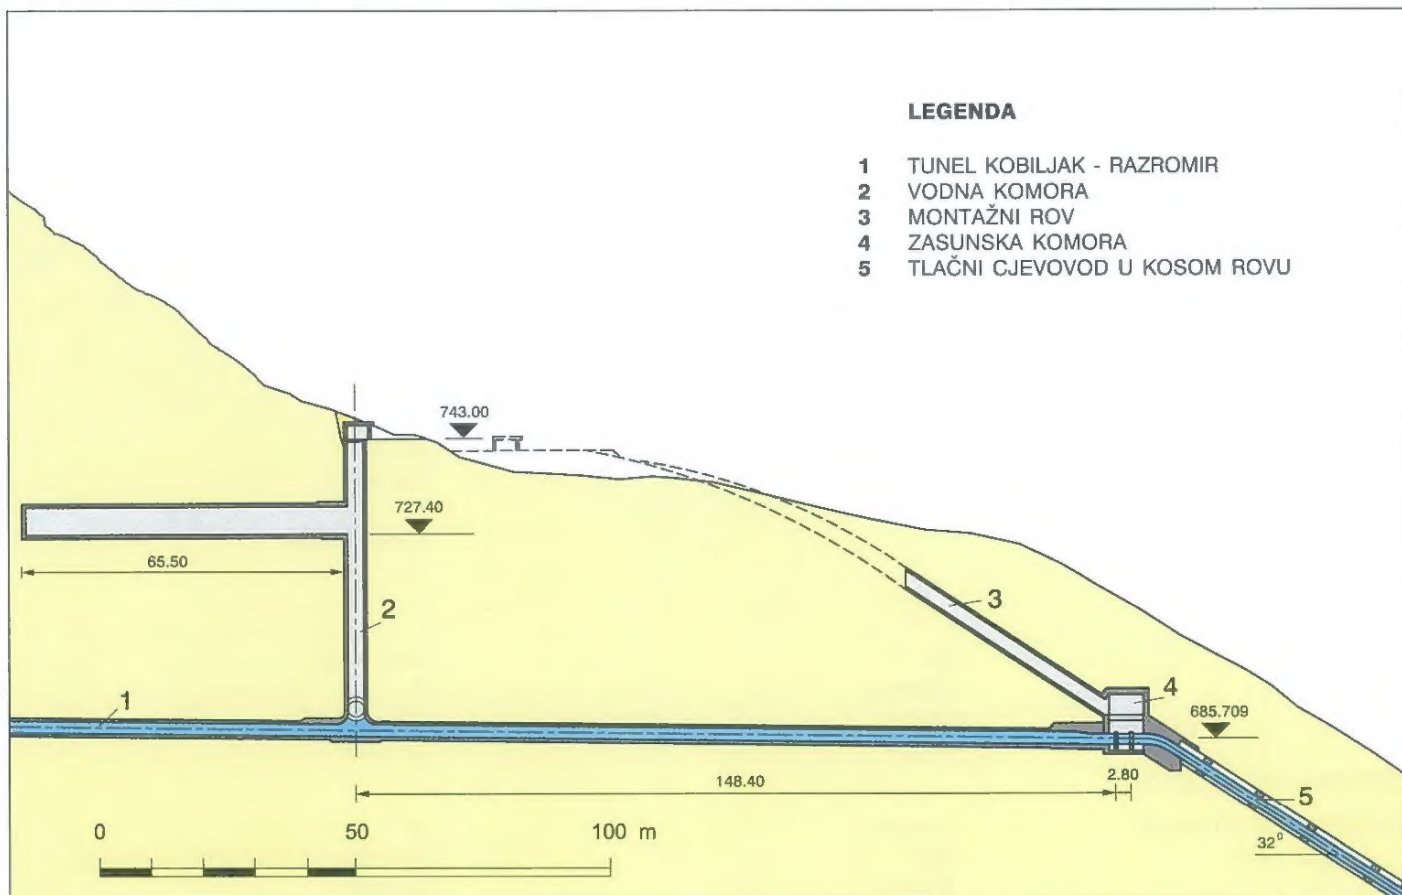 LEGENDA
1 TUNEL KOBILJAK - RAZROMIR
2 VODNA KOMORA
3 MONTAŽNI ROV
4 ZASUNSKA KOMORA
5 TLAČNI CJEVOVOD U KOSOM ROVU
743.00
727.40
65.50
2
3
1
4
685.709
148.40
2.80
5
0 50 100 m
32°